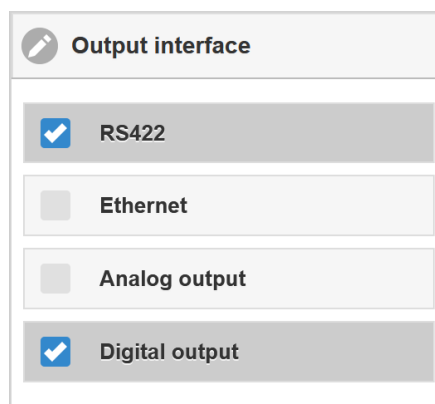 Output interface
RS422
Ethernet
Analog output
Digital output